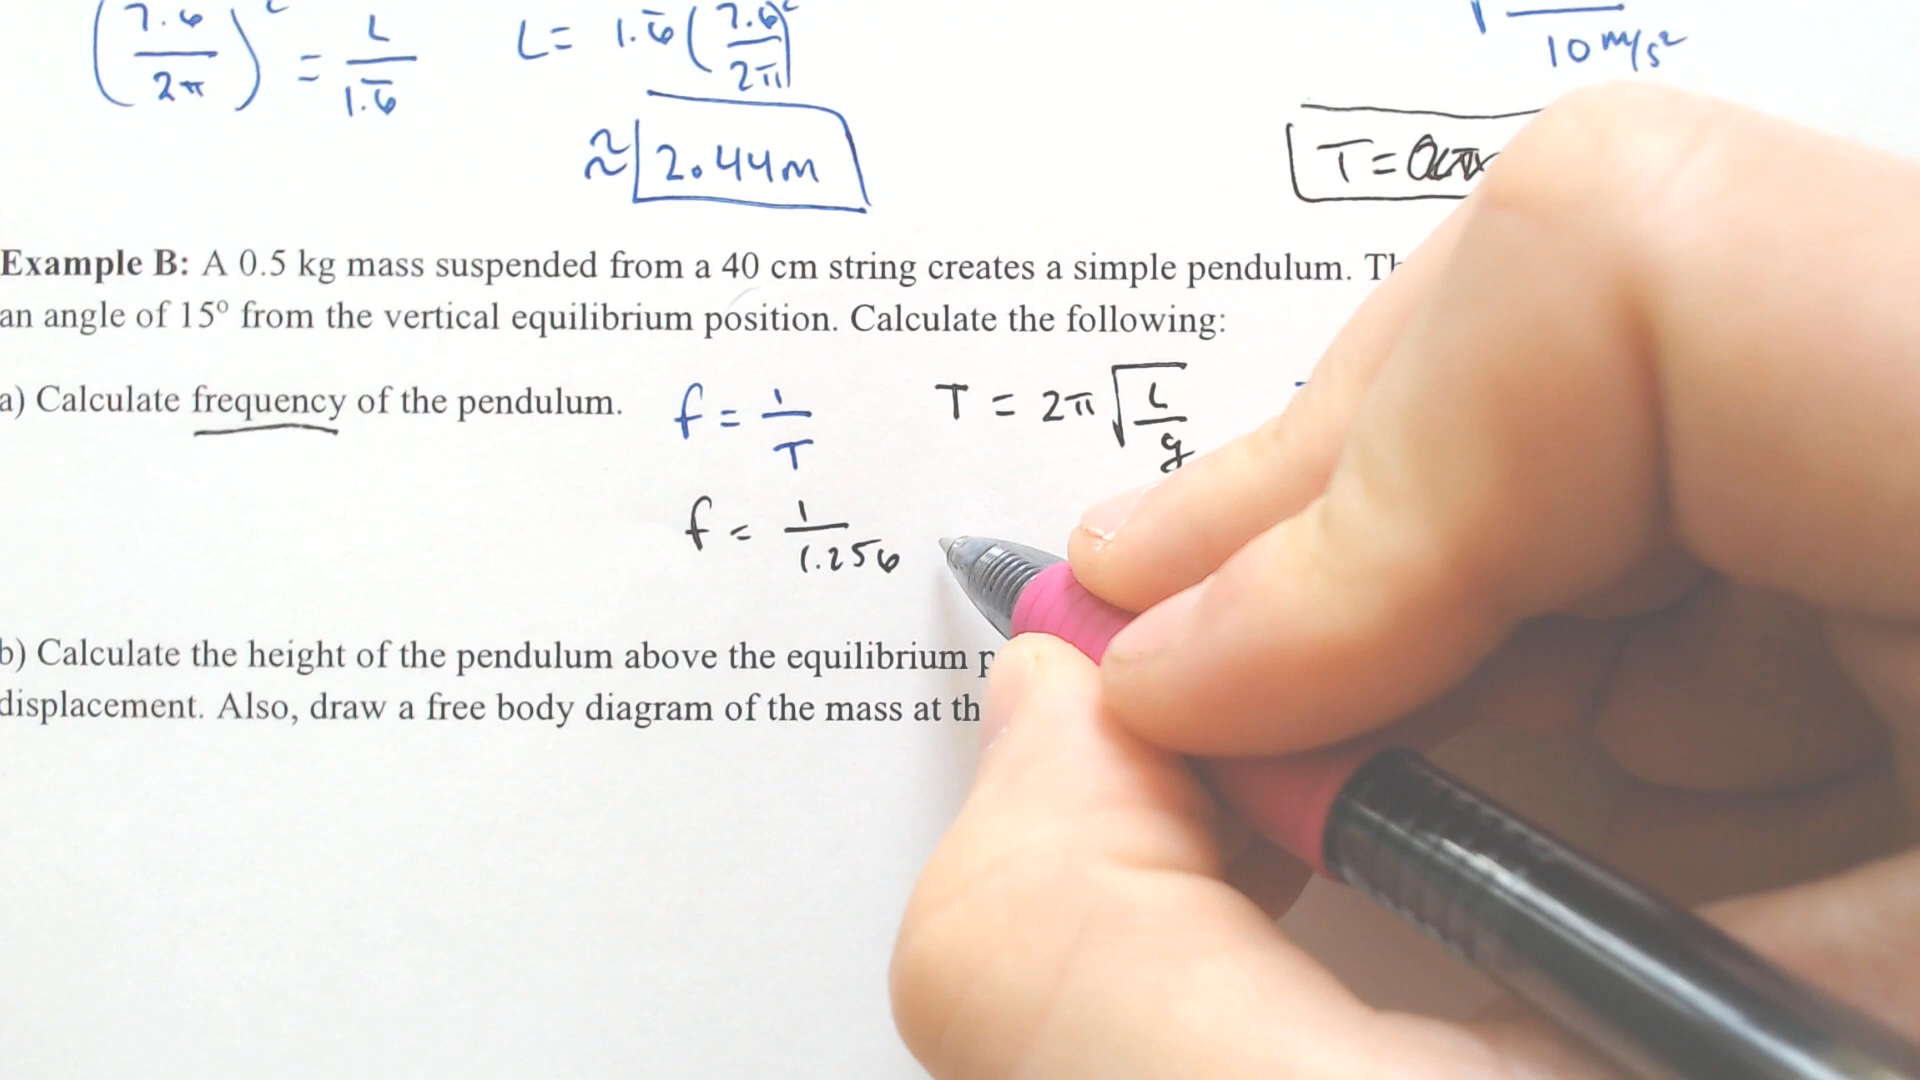 (7.6/2π)² = L/1.6̅ L = 1.6̅ (7.6/2π)²
10 m/s²
≈ 2.44m
T =
Example B: A 0.5 kg mass suspended from a 40 cm string creates a simple pendulum.
an angle of 15° from the vertical equilibrium position. Calculate the following:
a) Calculate frequency of the pendulum. f = 1/T T = 2π √(L/g)
f = 1/1.256
b) Calculate the height of the pendulum above the equilibrium
displacement. Also, draw a free body diagram of the mass at